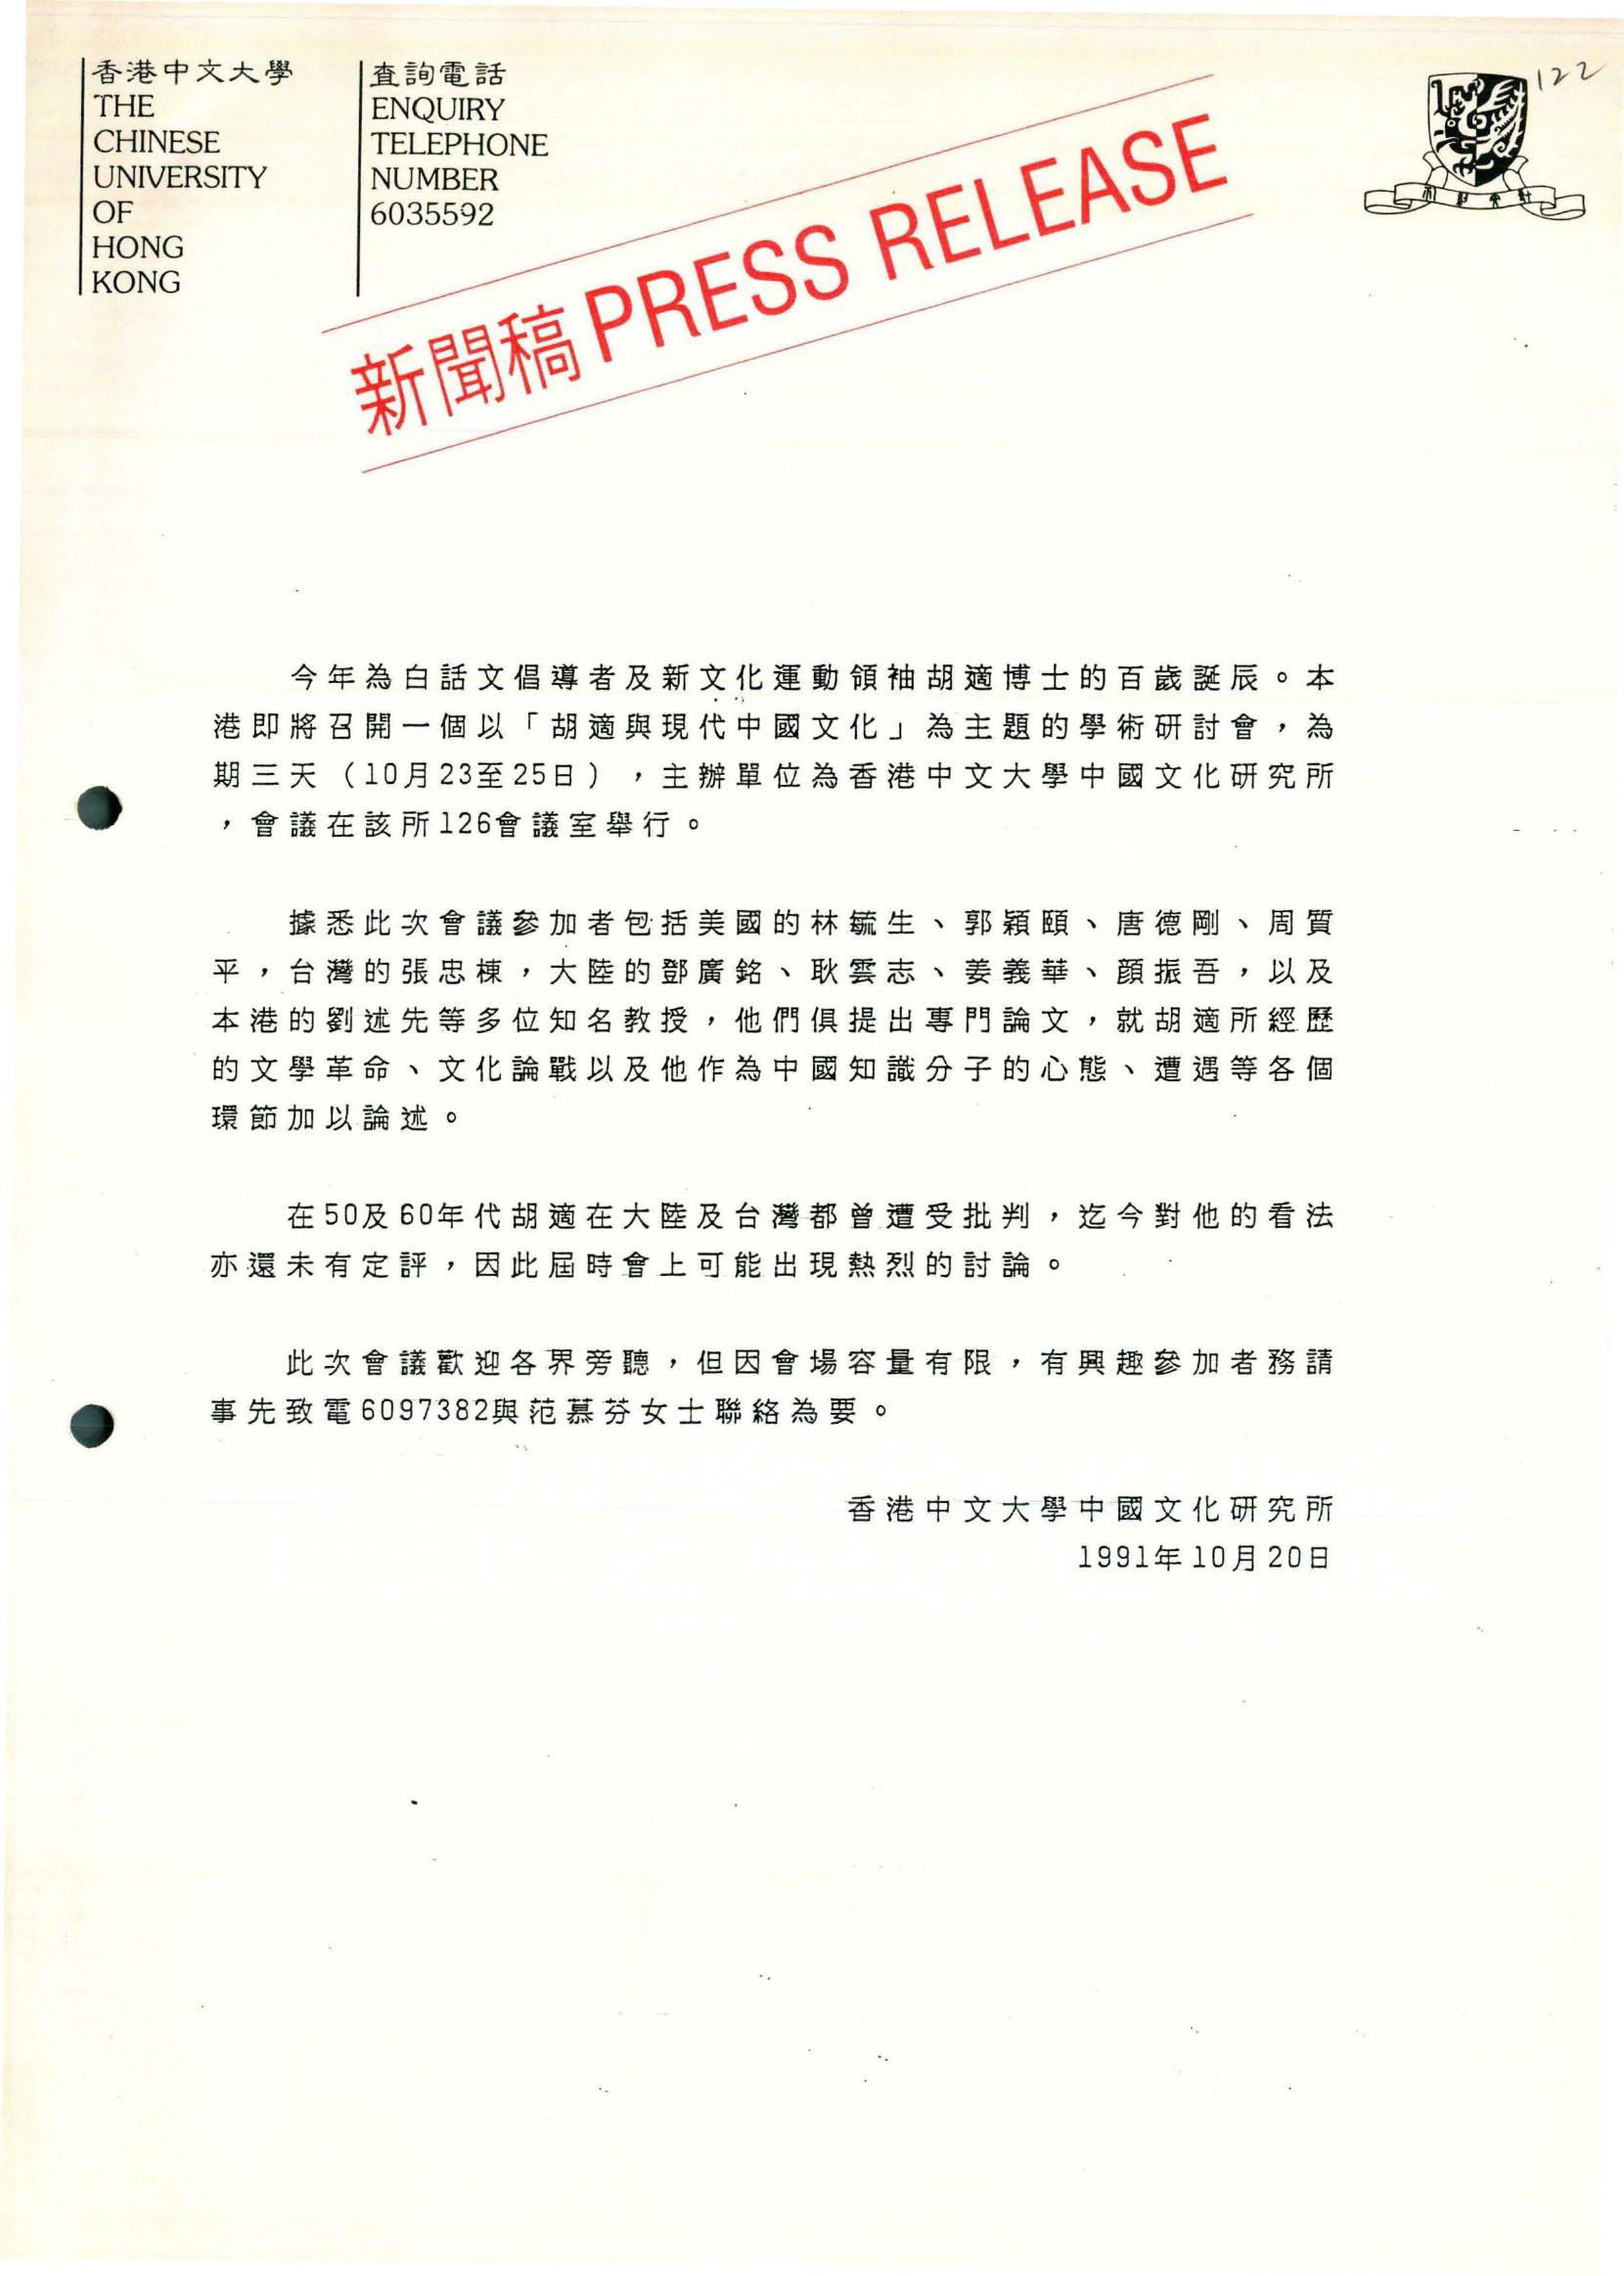 香港中文大學
THE
CHINESE
UNIVERSITY
OF
HONG
KONG
查詢電話
ENQUIRY
TELEPHONE
NUMBER
6035592
122
新聞稿 PRESS RELEASE
今年為白話文倡導者及新文化運動領袖胡適博士的百歲誕辰。本
港即將召開一個以「胡適與現代中國文化」為主題的學術研討會，為
期三天（10月23至25日），主辦單位為香港中文大學中國文化研究所
，會議在該所126會議室舉行。
據悉此次會議參加者包括美國的林毓生、郭穎頤、唐德剛、周質
平，台灣的張忠棟，大陸的鄧廣銘、耿雲志、姜義華、顏振吾，以及
本港的劉述先等多位知名教授，他們俱提出專門論文，就胡適所經歷
的文學革命、文化論戰以及他作為中國知識分子的心態、遭遇等各個
環節加以論述。
在50及60年代胡適在大陸及台灣都曾遭受批判，迄今對他的看法
亦還未有定評，因此屆時會上可能出現熱烈的討論。
此次會議歡迎各界旁聽，但因會場容量有限，有興趣參加者務請
事先致電6097382與范慕芬女士聯絡為要。
香港中文大學中國文化研究所
1991年10月20日